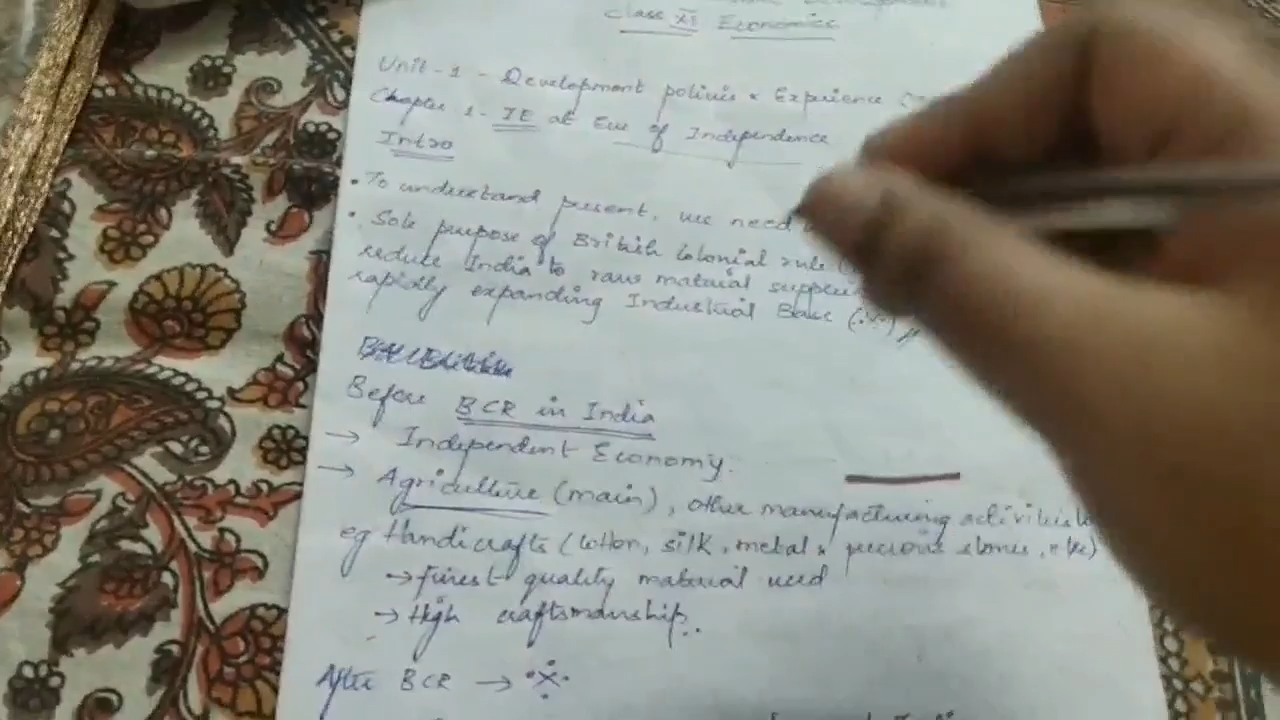 Class XI Economics
Unit-1 - Development policies & Experience
Chapter 1 - IE at Eve of Independence
Intro
• To understand present, we need
• Sole purpose of British Colonial rule
reduce India to raw material supplier
rapidly expanding Industrial Base (·X·)
Before BCR in India
→ Independent Economy.
→ Agriculture (main), other manufacturing activities
eg Handicrafts (Cotton, silk, metal & precious stones, etc)
→ finest quality material used
→ High craftsmanship.
After BCR → ·X·